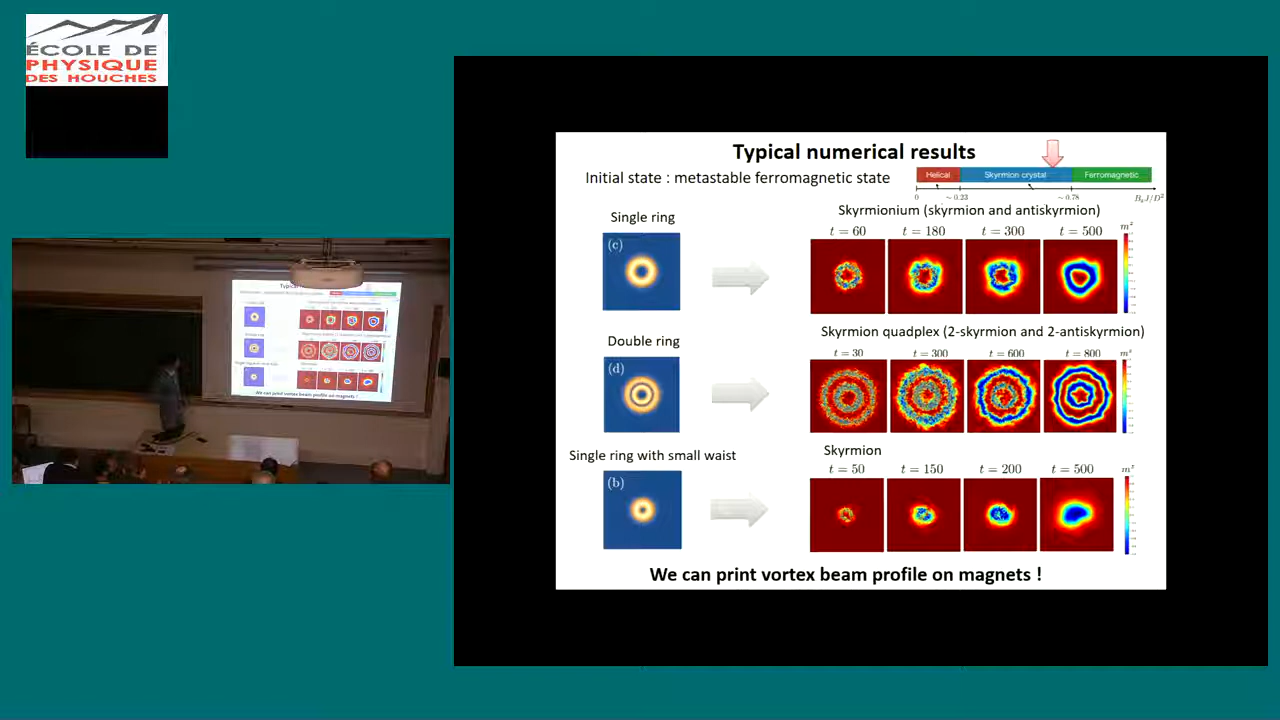 ÉCOLE DE
PHYSIQUE
DES HOUCHES
Typical numerical results
Initial state : metastable ferromagnetic state
Helical
Skyrmion crystal
Ferromagnetic
0
~ 0.23
~ 0.78
B_z J/D²
Single ring
(c)
Skyrmionium (skyrmion and antiskyrmion)
t = 60
t = 180
t = 300
t = 500
m^z
Double ring
(d)
Skyrmion quadplex (2-skyrmion and 2-antiskyrmion)
t = 30
t = 300
t = 600
t = 800
m^z
Single ring with small waist
(b)
Skyrmion
t = 50
t = 150
t = 200
t = 500
m^z
We can print vortex beam profile on magnets !